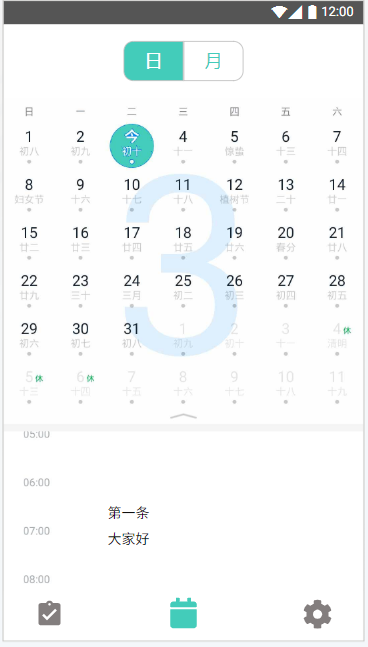 12:00
日 月
日 一 二 三 四 五 六
1 2 今 4 5 6 7
初八 初九 初十 十一 惊蛰 十三 十四
8 9 10 11 12 13 14
妇女节 十六 十七 十八 植树节 二十 廿一
3
15 16 17 18 19 20 21
廿二 廿三 廿四 廿五 廿六 春分 廿八
22 23 24 25 26 27 28
廿九 三十 三月 初二 初三 初四 初五
29 30 31 1 2 3 4 休
初六 初七 初八 初九 初十 十一 清明
5 休 6 休 7 8 9 10 11
十三 十四 十五 十六 十七 十八 十九
05:00
06:00
第一条
07:00
大家好
08:00